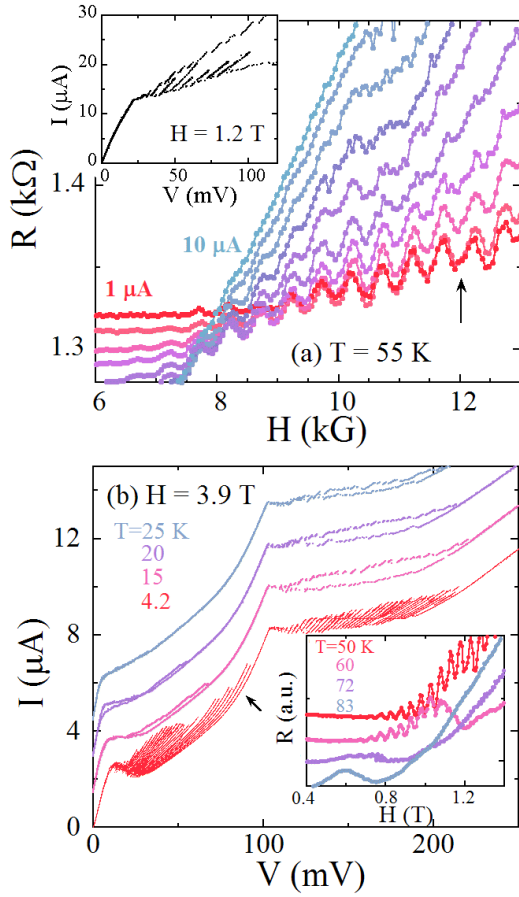 30
20
10
0
I (µA)
0 50 100
V (mV)
H = 1.2 T
1.4
1.3
R (kΩ)
10 µA
1 µA
(a) T = 55 K
6 8 10 12
H (kG)
(b) H = 3.9 T
T=25 K
20
15
4.2
12
8
4
0
I (µA)
T=50 K
60
72
83
R (a.u.)
0.4 0.8 1.2
H (T)
0 100 200
V (mV)